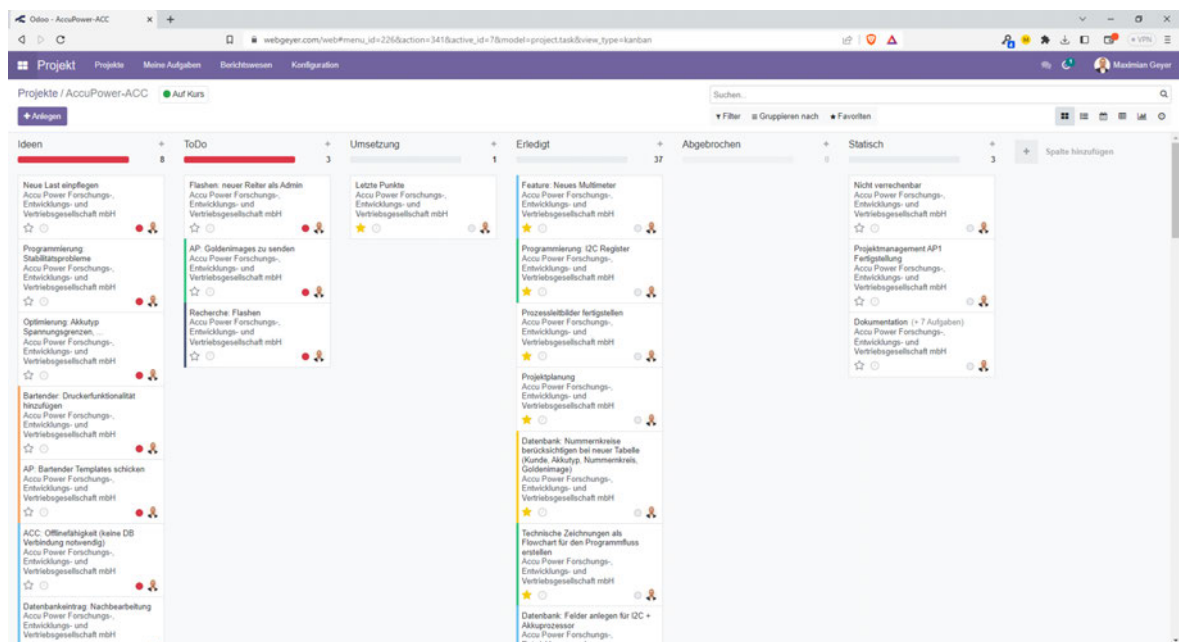 Odoo - AccuPower-ACC
webgeyer.com/web#menu_id=226&action=341&active_id=7&model=project.task&view_type=kanban
VPN
Projekt
Projekte
Meine Aufgaben
Berichtswesen
Konfiguration
Maximian Geyer
Projekte / AccuPower-ACC
Auf Kurs
Suchen...
Anlegen
Filter
Gruppieren nach
Favoriten
Ideen
8
Neue Last einpflegen
Accu Power Forschungs-,
Entwicklungs- und
Vertriebsgesellschaft mbH
Programmierung:
Stabilitätsprobleme
Accu Power Forschungs-,
Entwicklungs- und
Vertriebsgesellschaft mbH
Optimierung: Akkutyp
Spannungsgrenzen, ...
Accu Power Forschungs-,
Entwicklungs- und
Vertriebsgesellschaft mbH
Bartender: Druckerfunktionalität
hinzufügen
Accu Power Forschungs-,
Entwicklungs- und
Vertriebsgesellschaft mbH
AP: Bartender Templates schicken
Accu Power Forschungs-,
Entwicklungs- und
Vertriebsgesellschaft mbH
ACC: Offlinefähigkeit (keine DB
Verbindung notwendig)
Accu Power Forschungs-,
Entwicklungs- und
Vertriebsgesellschaft mbH
Datenbankeintrag: Nachbearbeitung
Accu Power Forschungs-,
Entwicklungs- und
Vertriebsgesellschaft mbH
ToDo
3
Flashen: neuer Reiter als Admin
Accu Power Forschungs-,
Entwicklungs- und
Vertriebsgesellschaft mbH
AP: Goldenimages zu senden
Accu Power Forschungs-,
Entwicklungs- und
Vertriebsgesellschaft mbH
Recherche: Flashen
Accu Power Forschungs-,
Entwicklungs- und
Vertriebsgesellschaft mbH
Umsetzung
1
Letzte Punkte
Accu Power Forschungs-,
Entwicklungs- und
Vertriebsgesellschaft mbH
Erledigt
37
Feature: Neues Multimeter
Accu Power Forschungs-,
Entwicklungs- und
Vertriebsgesellschaft mbH
Programmierung: I2C Register
Accu Power Forschungs-,
Entwicklungs- und
Vertriebsgesellschaft mbH
Prozessleitbilder fertigstellen
Accu Power Forschungs-,
Entwicklungs- und
Vertriebsgesellschaft mbH
Projektplanung
Accu Power Forschungs-,
Entwicklungs- und
Vertriebsgesellschaft mbH
Datenbank: Nummernkreise
berücksichtigen bei neuer Tabelle
(Kunde, Akkutyp, Nummernkreis,
Goldenimage)
Accu Power Forschungs-,
Entwicklungs- und
Vertriebsgesellschaft mbH
Technische Zeichnungen als
Flowchart für den Programmfluss
erstellen
Accu Power Forschungs-,
Entwicklungs- und
Vertriebsgesellschaft mbH
Datenbank: Felder anlegen für I2C +
Akkuprozessor
Accu Power Forschungs-,
Abgebrochen
0
Statisch
3
Nicht verrechenbar
Accu Power Forschungs-,
Entwicklungs- und
Vertriebsgesellschaft mbH
Projektmanagement AP1
Fertigstellung
Accu Power Forschungs-,
Entwicklungs- und
Vertriebsgesellschaft mbH
Dokumentation (+ 7 Aufgaben)
Accu Power Forschungs-,
Entwicklungs- und
Vertriebsgesellschaft mbH
Spalte hinzufügen